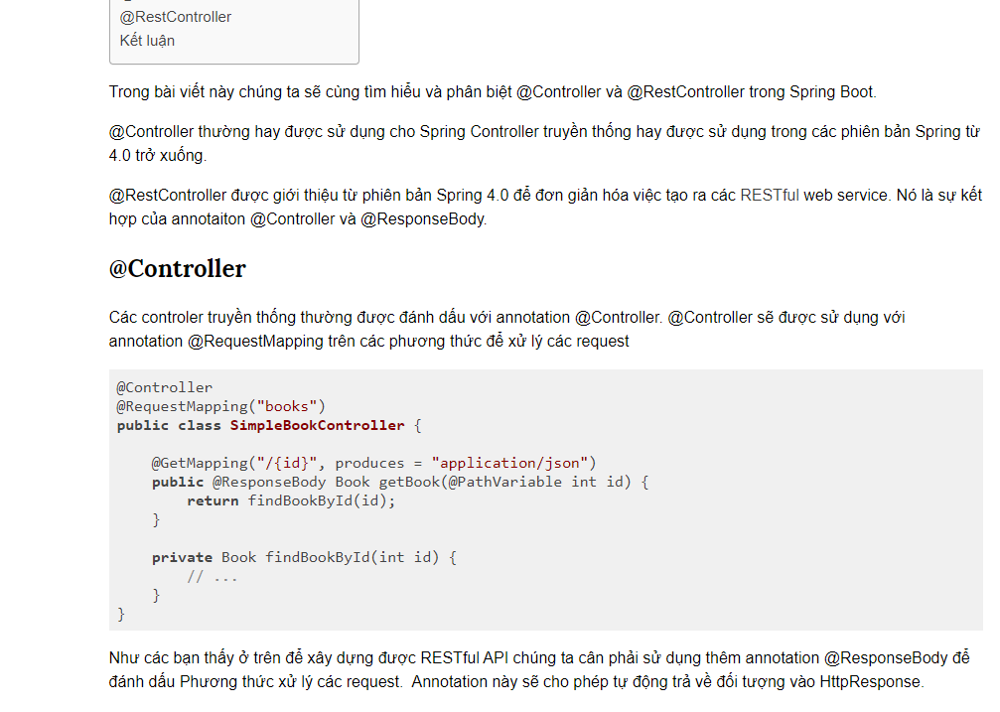 @RestController
Kết luận
Trong bài viết này chúng ta sẽ cùng tìm hiểu và phân biệt @Controller và @RestController trong Spring Boot.
@Controller thường hay được sử dụng cho Spring Controller truyền thống hay được sử dụng trong các phiên bản Spring từ
4.0 trở xuống.
@RestController được giới thiệu từ phiên bản Spring 4.0 để đơn giản hóa việc tạo ra các RESTful web service. Nó là sự kết
hợp của annotaiton @Controller và @ResponseBody.
@Controller
Các controler truyền thống thường được đánh dấu với annotation @Controller. @Controller sẽ được sử dụng với
annotation @RequestMapping trên các phương thức để xử lý các request
@Controller
@RequestMapping("books")
public class SimpleBookController {
    @GetMapping("/{id}", produces = "application/json")
    public @ResponseBody Book getBook(@PathVariable int id) {
        return findBookById(id);
    }
    private Book findBookById(int id) {
        // ...
    }
}
Như các bạn thấy ở trên để xây dựng được RESTful API chúng ta cân phải sử dụng thêm annotation @ResponseBody để
đánh dấu Phương thức xử lý các request.  Annotation này sẽ cho phép tự động trả về đối tượng vào HttpResponse.